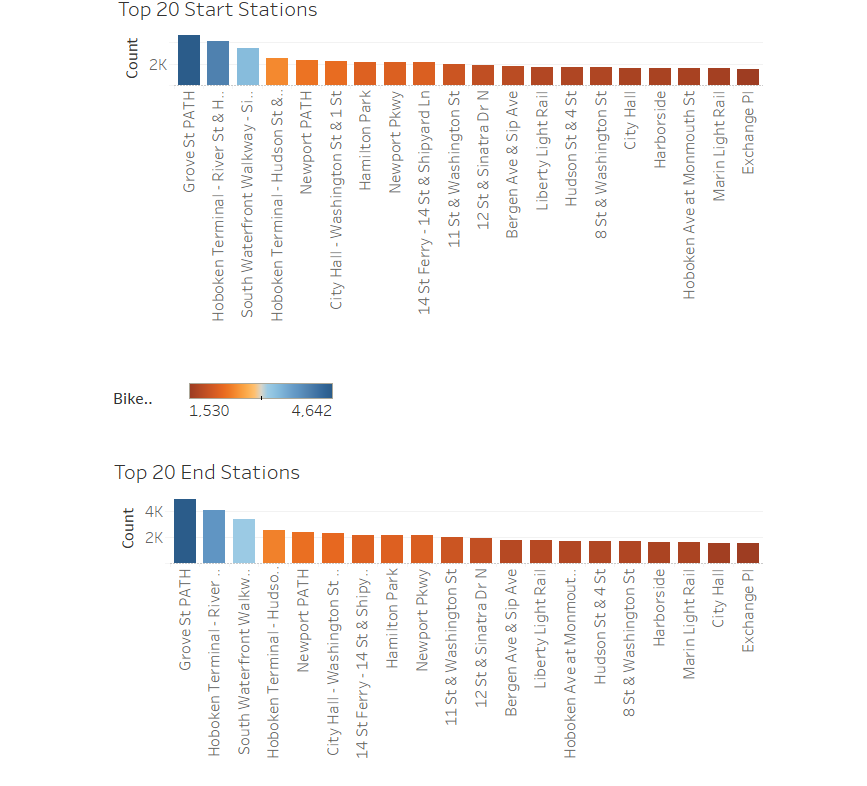 Top 20 Start Stations
Count
2K
Grove St PATH
Hoboken Terminal - River St & H..
South Waterfront Walkway - Si..
Hoboken Terminal - Hudson St &..
Newport PATH
City Hall - Washington St & 1 St
Hamilton Park
Newport Pkwy
14 St Ferry - 14 St & Shipyard Ln
11 St & Washington St
12 St & Sinatra Dr N
Bergen Ave & Sip Ave
Liberty Light Rail
Hudson St & 4 St
8 St & Washington St
City Hall
Harborside
Hoboken Ave at Monmouth St
Marin Light Rail
Exchange Pl
Bike..
1,530 4,642
Top 20 End Stations
Count
4K
2K
Grove St PATH
Hoboken Terminal - River ..
South Waterfront Walkw..
Hoboken Terminal - Hudso..
Newport PATH
City Hall - Washington St ..
14 St Ferry - 14 St & Shipy..
Hamilton Park
Newport Pkwy
11 St & Washington St
12 St & Sinatra Dr N
Bergen Ave & Sip Ave
Liberty Light Rail
Hoboken Ave at Monmout..
Hudson St & 4 St
8 St & Washington St
Harborside
Marin Light Rail
City Hall
Exchange Pl